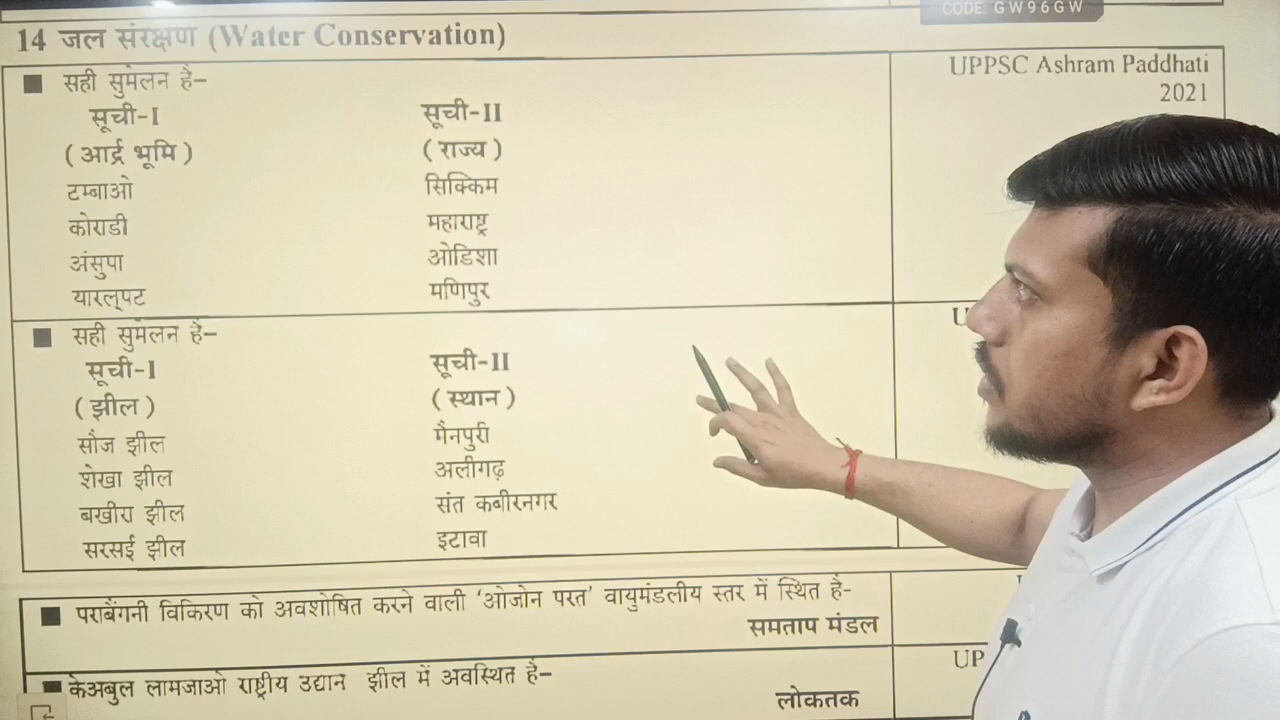 CODE: GW96GW
14 जल संरक्षण (Water Conservation)
■ सही सुमेलन है– UPPSC Ashram Paddhati
2021
सूची-I सूची-II
( आर्द्र भूमि ) ( राज्य )
टम्बाओ सिक्किम
कोराडी महाराष्ट्र
अंसुपा ओडिशा
यारल्पट मणिपुर
■ सही सुमेलन है– U
सूची-I सूची-II
( झील ) ( स्थान )
सौज झील मैनपुरी
शेखा झील अलीगढ़
बखीरा झील संत कबीरनगर
सरसई झील इटावा
■ पराबैंगनी विकिरण को अवशोषित करने वाली ‘ओजोन परत’ वायुमंडलीय स्तर में स्थित है-
समताप मंडल
■ केअबुल लामजाओ राष्ट्रीय उद्यान झील में अवस्थित है– UP
लोकतक